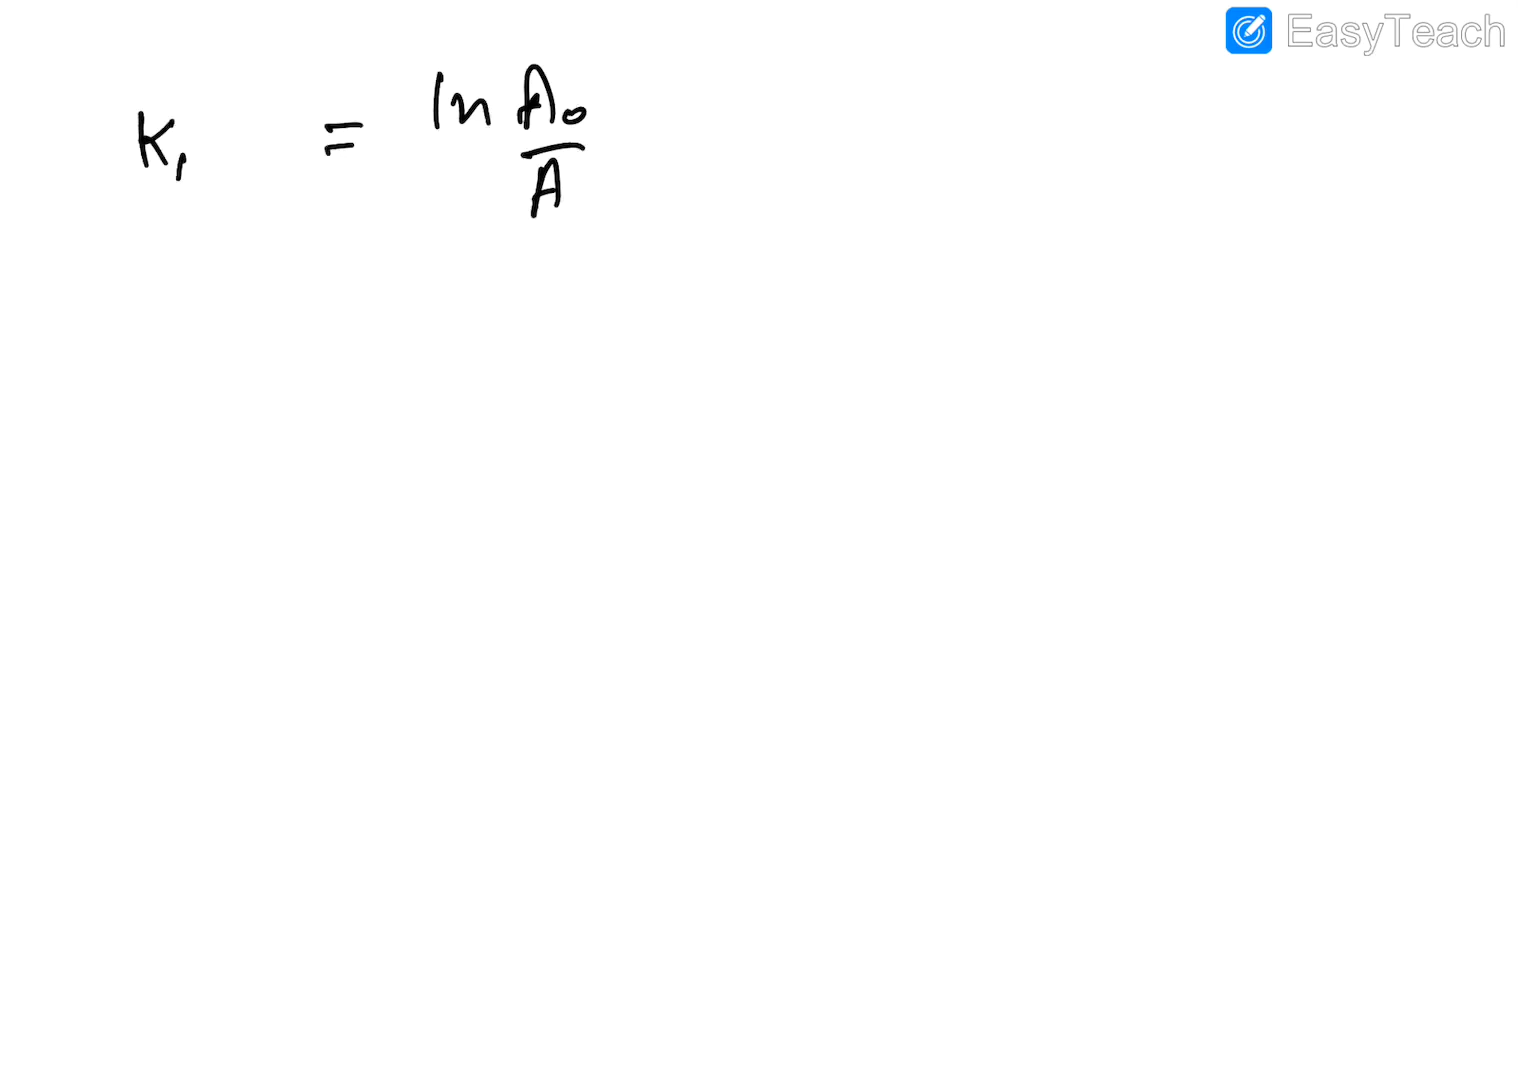 EasyTeach
K₁ = ln A₀/A